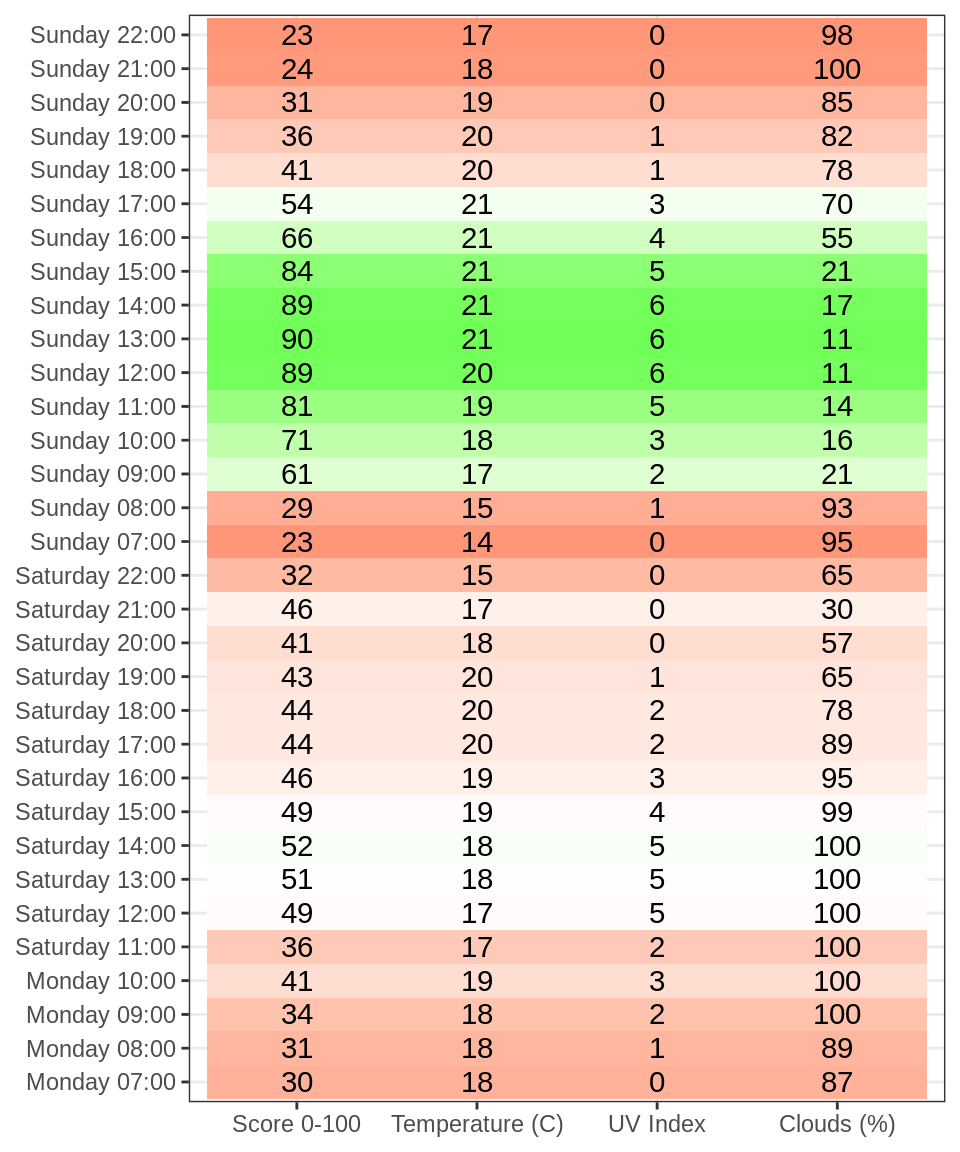 Sunday 22:00 23 17 0 98
Sunday 21:00 24 18 0 100
Sunday 20:00 31 19 0 85
Sunday 19:00 36 20 1 82
Sunday 18:00 41 20 1 78
Sunday 17:00 54 21 3 70
Sunday 16:00 66 21 4 55
Sunday 15:00 84 21 5 21
Sunday 14:00 89 21 6 17
Sunday 13:00 90 21 6 11
Sunday 12:00 89 20 6 11
Sunday 11:00 81 19 5 14
Sunday 10:00 71 18 3 16
Sunday 09:00 61 17 2 21
Sunday 08:00 29 15 1 93
Sunday 07:00 23 14 0 95
Saturday 22:00 32 15 0 65
Saturday 21:00 46 17 0 30
Saturday 20:00 41 18 0 57
Saturday 19:00 43 20 1 65
Saturday 18:00 44 20 2 78
Saturday 17:00 44 20 2 89
Saturday 16:00 46 19 3 95
Saturday 15:00 49 19 4 99
Saturday 14:00 52 18 5 100
Saturday 13:00 51 18 5 100
Saturday 12:00 49 17 5 100
Saturday 11:00 36 17 2 100
Monday 10:00 41 19 3 100
Monday 09:00 34 18 2 100
Monday 08:00 31 18 1 89
Monday 07:00 30 18 0 87
Score 0-100 Temperature (C) UV Index Clouds (%)